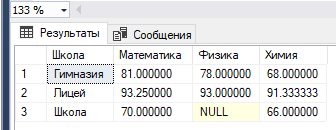 133 %
Результаты Сообщения
Школа Математика Физика Химия
1 Гимназия 81.000000 78.000000 68.000000
2 Лицей 93.250000 93.000000 91.333333
3 Школа 70.000000 NULL 66.000000